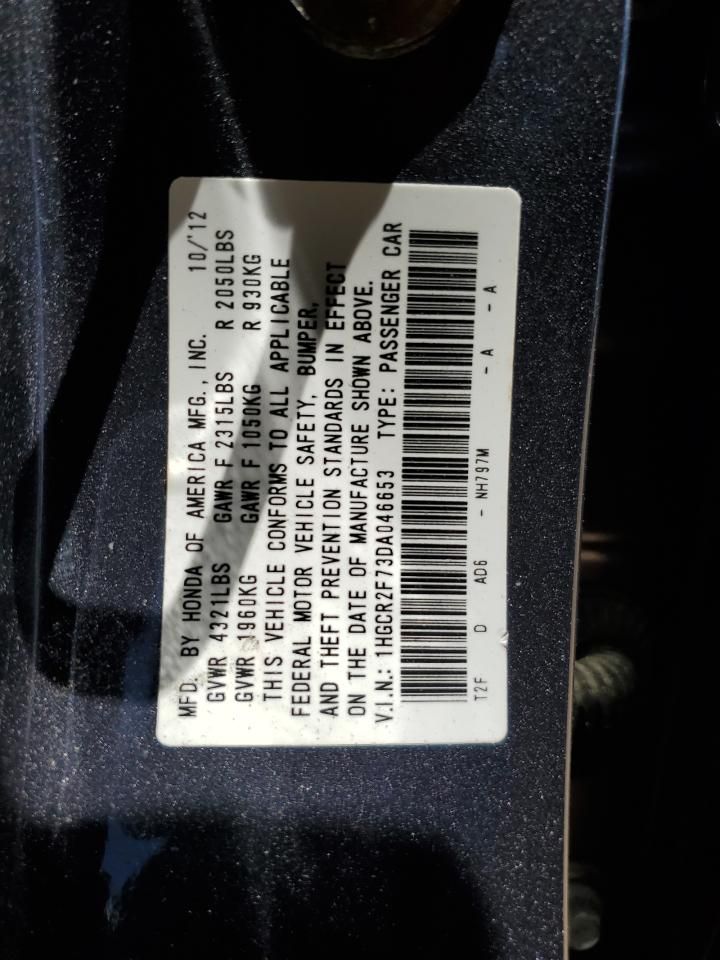 MFD. BY HONDA OF AMERICA MFG., INC. 10/'12
GVWR 4321LBS GAWR F 2315LBS R 2050LBS
GVWR 1960KG GAWR F 1050KG R 930KG
THIS VEHICLE CONFORMS TO ALL APPLICABLE
FEDERAL MOTOR VEHICLE SAFETY, BUMPER,
AND THEFT PREVENTION STANDARDS IN EFFECT
ON THE DATE OF MANUFACTURE SHOWN ABOVE.
V.I.N.: 1HGCR2F73DA046653 TYPE: PASSENGER CAR
T2F D AD6 - NH797M - A - A